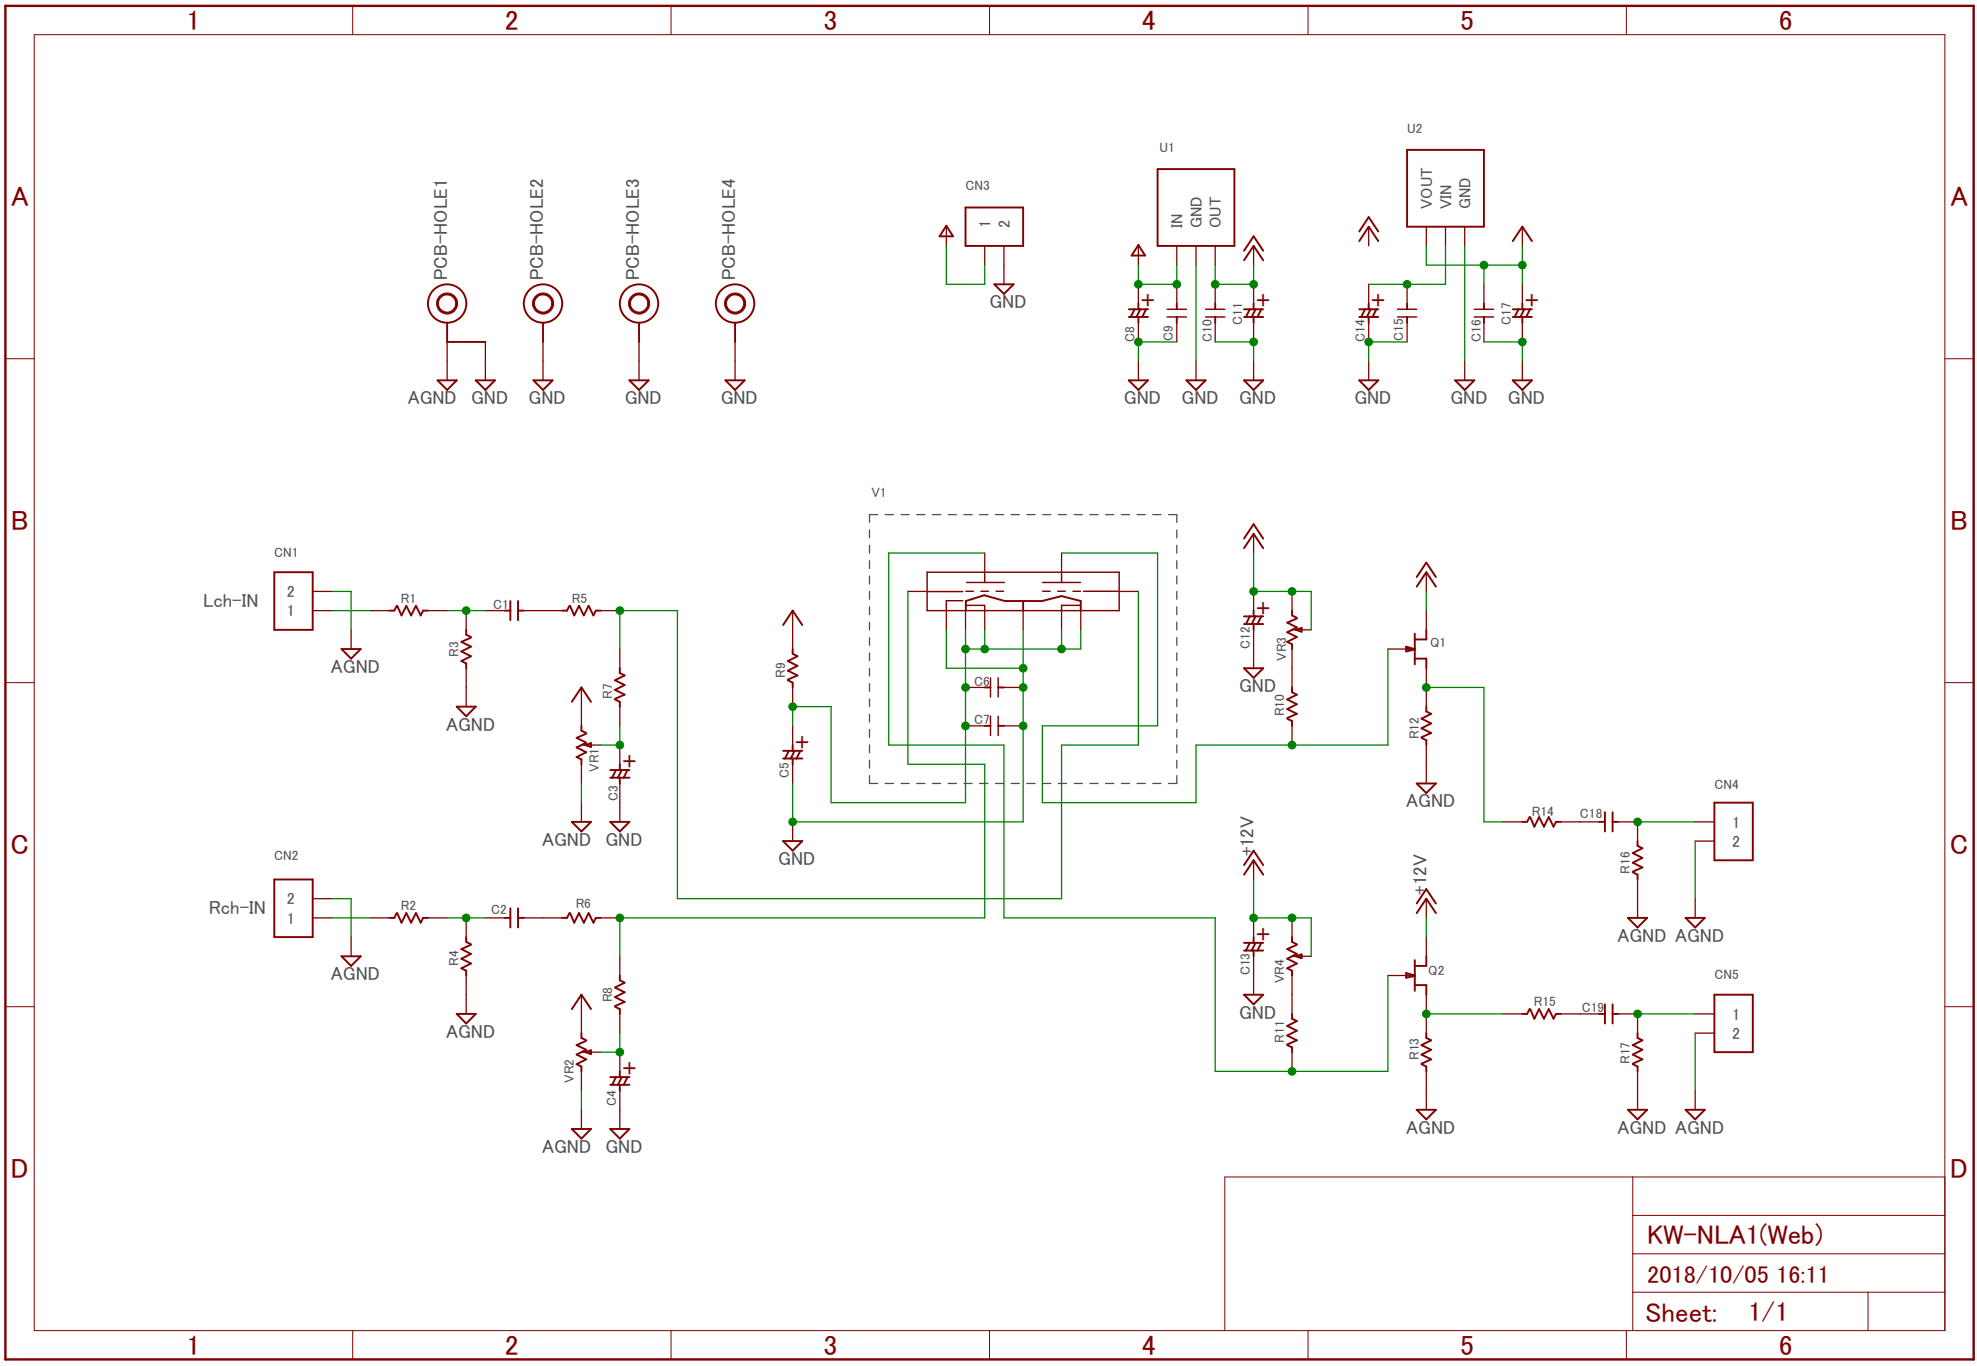 1 2 3 4 5 6
A A
B B
C C
D D
1 2 3 4 5 6
PCB-HOLE1
PCB-HOLE2
PCB-HOLE3
PCB-HOLE4
AGND GND GND GND GND
CN3
1
2
GND
U1
IN
GND
OUT
C8
C9
C10
C11
GND GND GND
U2
VOUT
VIN
GND
C14
C15
C16
C17
GND GND GND
V1
C6
C7
CN1
Lch-IN
2
1
AGND
R1
R3
AGND
C1
R5
R7
VR1
C3
AGND GND
R9
C5
GND
CN2
Rch-IN
2
1
AGND
R2
R4
AGND
C2
R6
R8
VR2
C4
AGND GND
C12
VR3
GND
R10
Q1
R12
AGND
R14
C18
R16
CN4
1
2
AGND AGND
+12V
C13
VR4
GND
R11
+12V
Q2
R13
AGND
R15
C19
R17
CN5
1
2
AGND AGND
KW-NLA1(Web)
2018/10/05 16:11
Sheet: 1/1